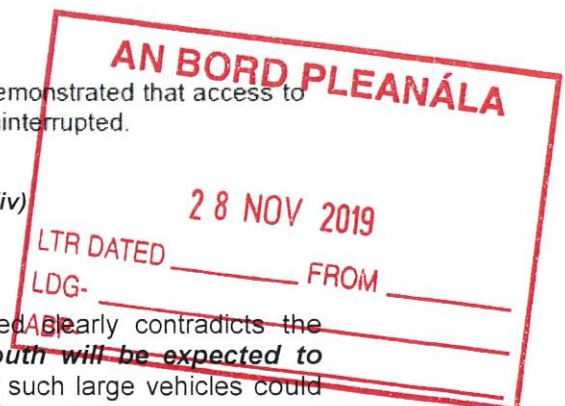 AN BORD PLEANÁLA
emonstrated that access to
interrupted.
iv)
28 NOV 2019
LTR DATED
FROM
LDG-
ABP-
ed clearly contradicts the
outh will be expected to
such large vehicles could